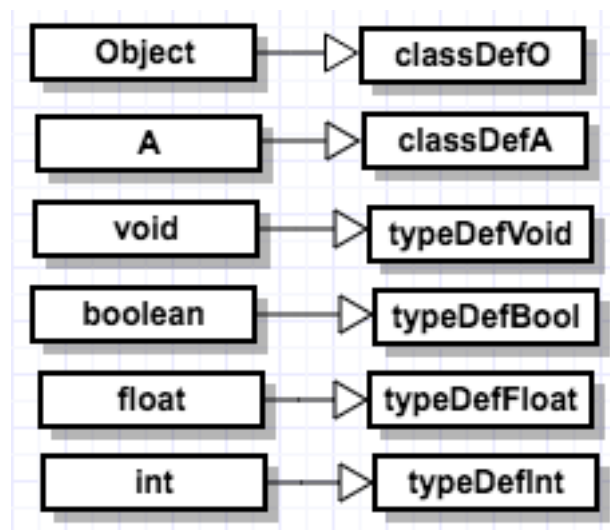 Object classDefO
A classDefA
void typeDefVoid
boolean typeDefBool
float typeDefFloat
int typeDefInt